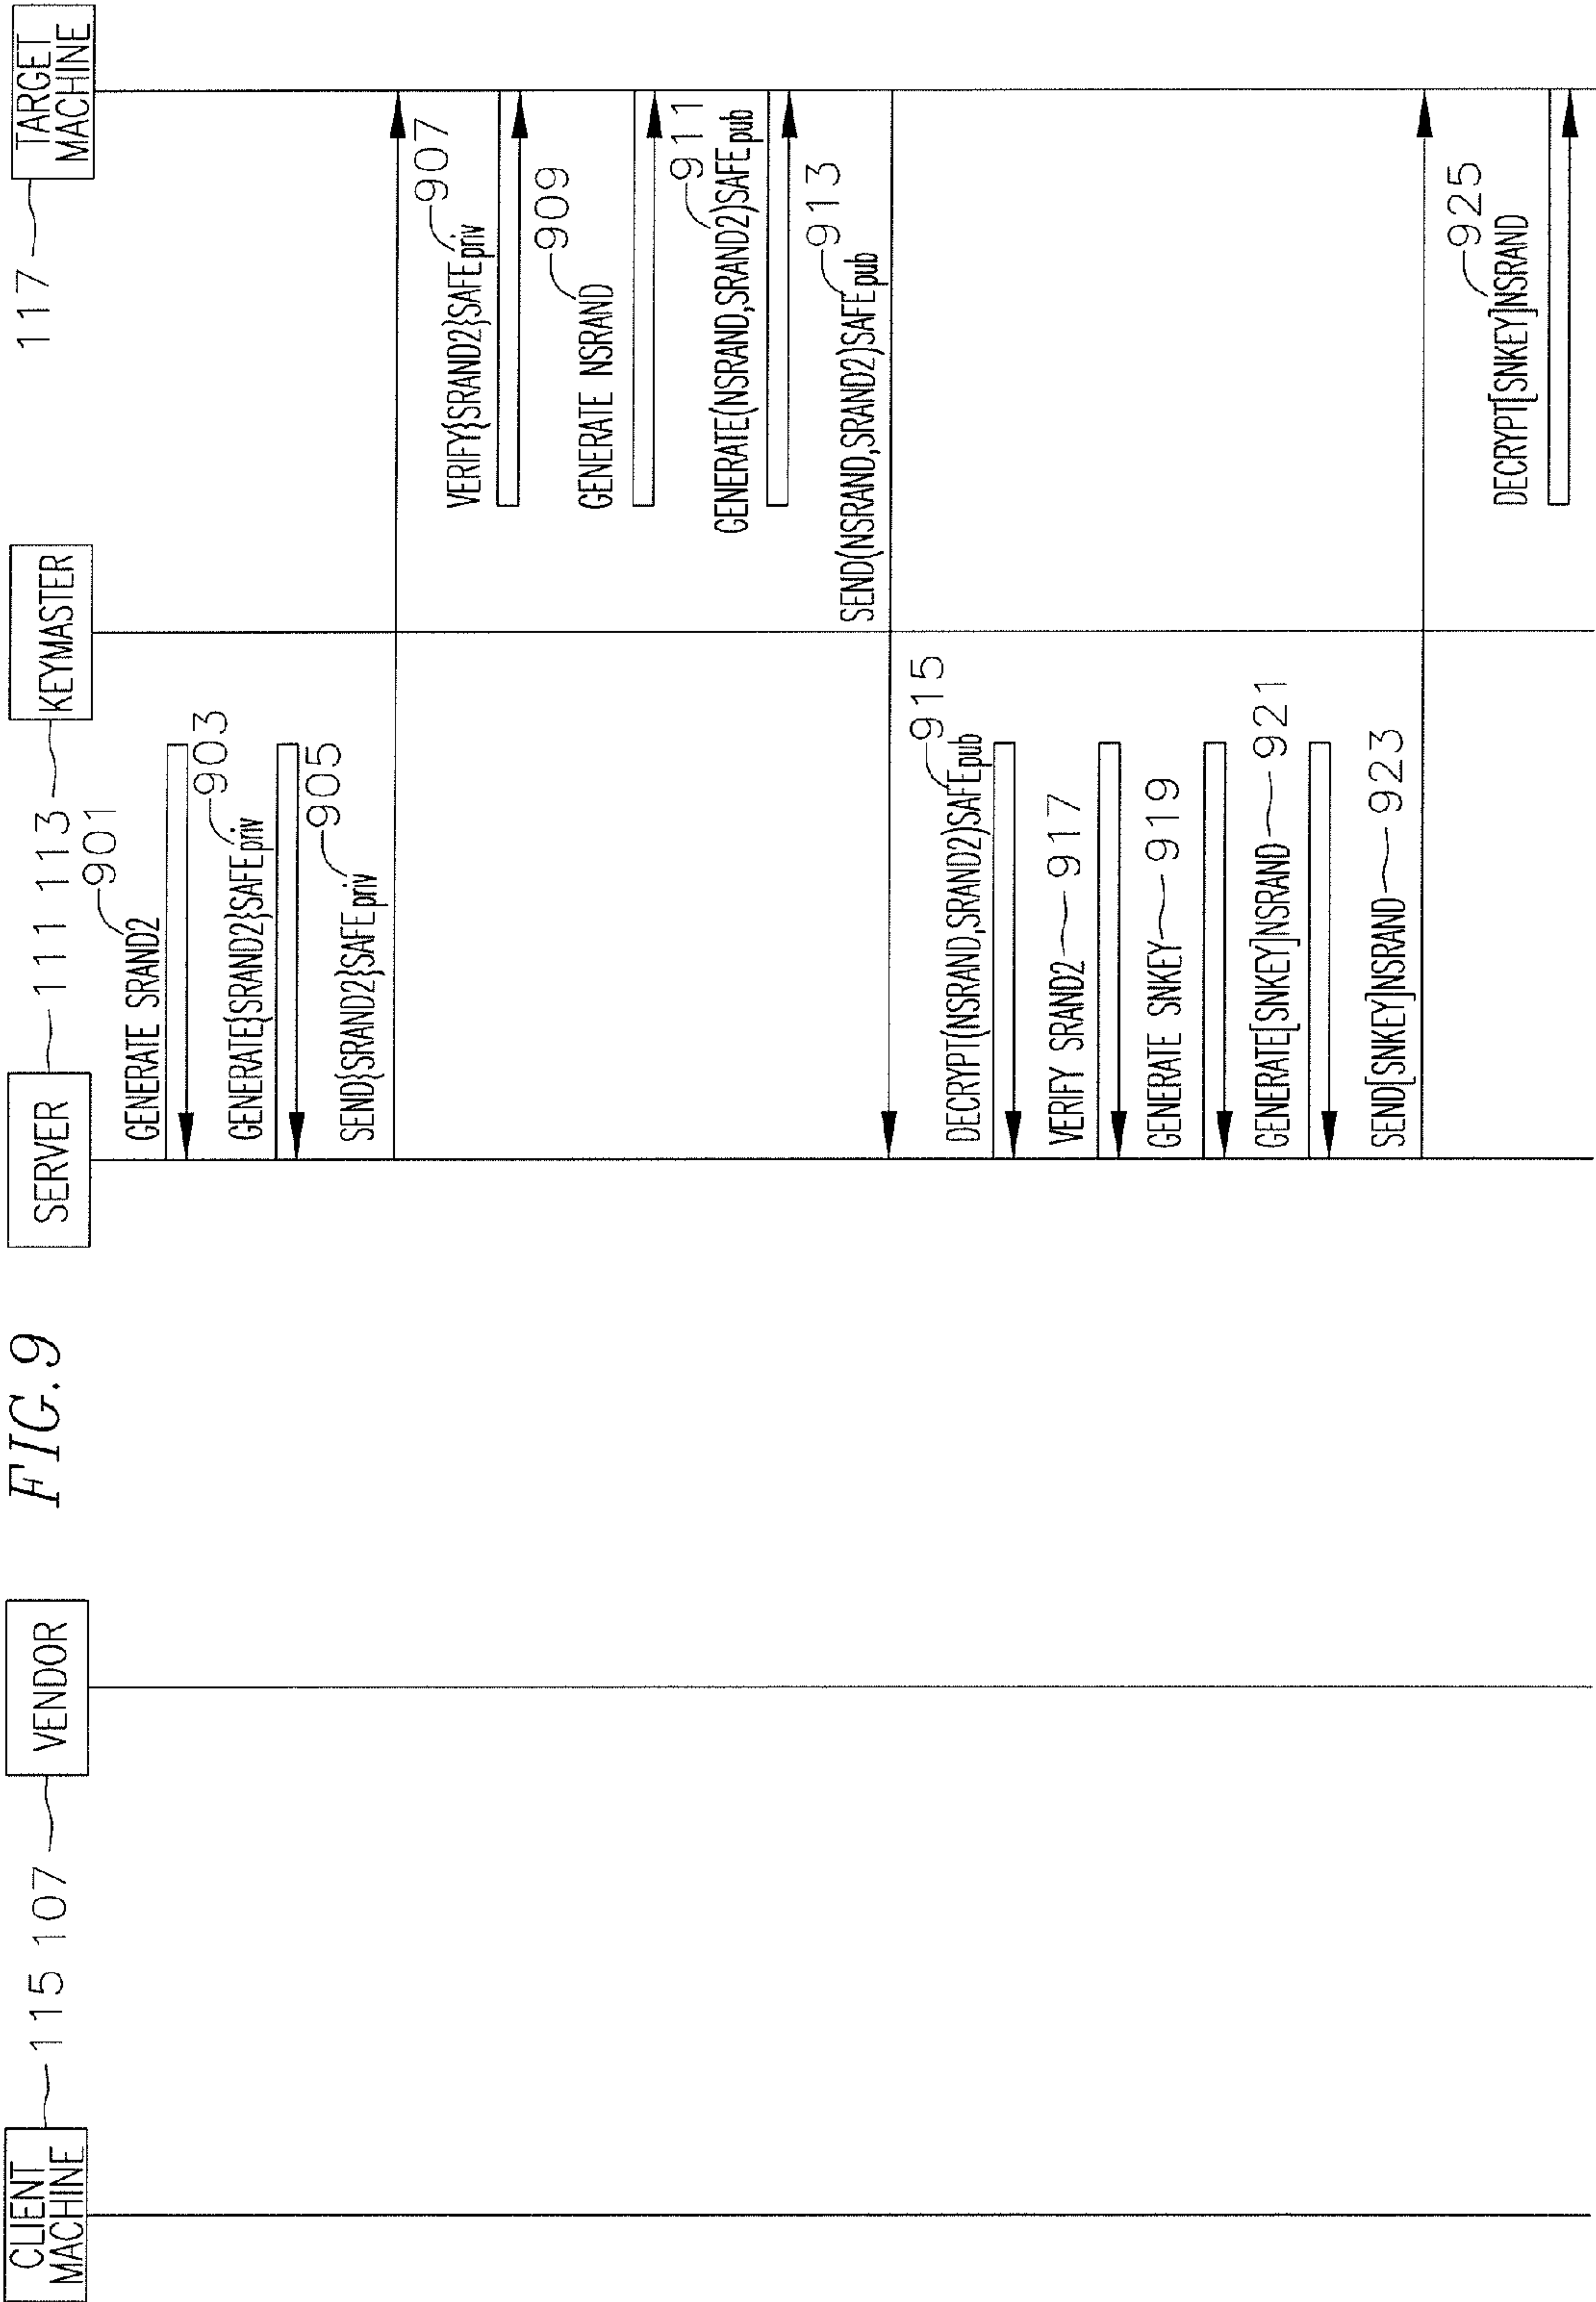 FIG. 9
CLIENT
MACHINE
115
107
VENDOR
SERVER
111
113
KEYMASTER
117
TARGET
MACHINE
901
GENERATE SRAND2
903
GENERATE{SRAND2}SAFEpriv
905
SEND{SRAND2}SAFEpriv
907
VERIFY{SRAND2}SAFEpriv
909
GENERATE NSRAND
911
GENERATE(NSRAND,SRAND2)SAFEpub
913
SEND(NSRAND,SRAND2)SAFEpub
915
DECRYPT(NSRAND,SRAND2)SAFEpub
VERIFY SRAND2 917
GENERATE SNKEY 919
GENERATE[SNKEY]NSRAND 921
SEND[SNKEY]NSRAND 923
925
DECRYPT[SNKEY]NSRAND